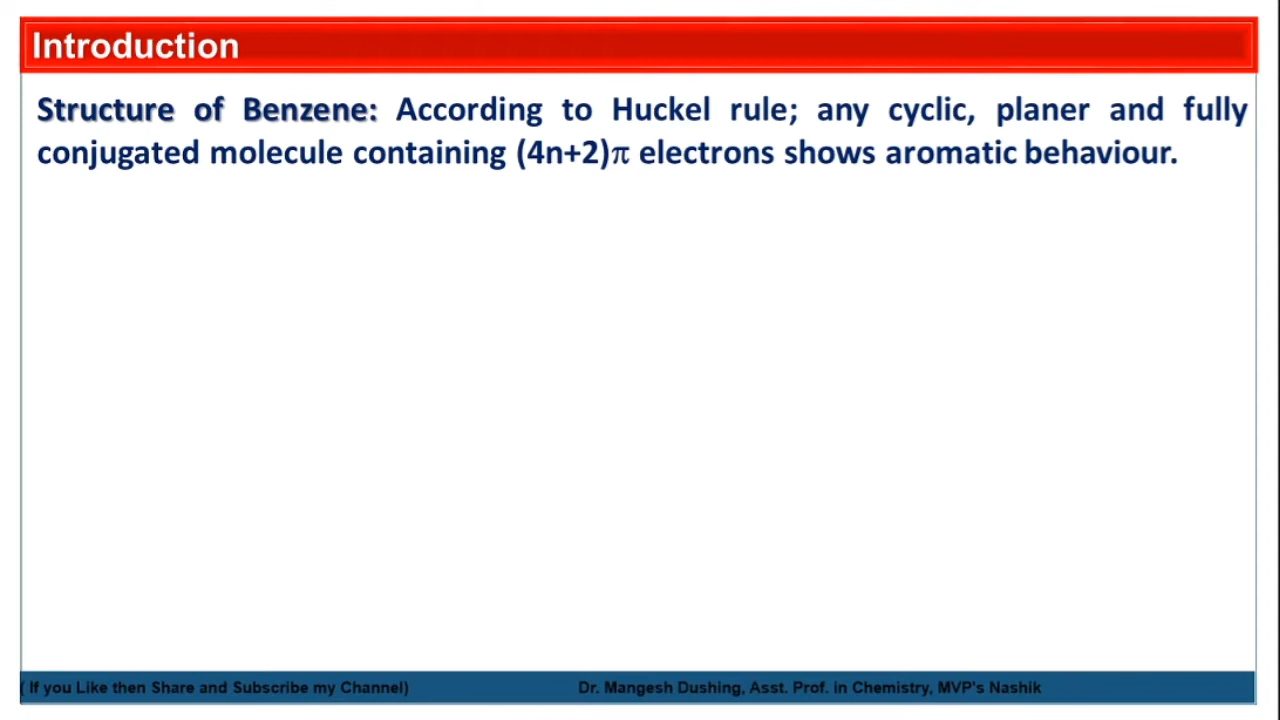 Introduction
Structure of Benzene: According to Huckel rule; any cyclic, planer and fully
conjugated molecule containing (4n+2)π electrons shows aromatic behaviour.
( If you Like then Share and Subscribe my Channel) Dr. Mangesh Dushing, Asst. Prof. in Chemistry, MVP's Nashik